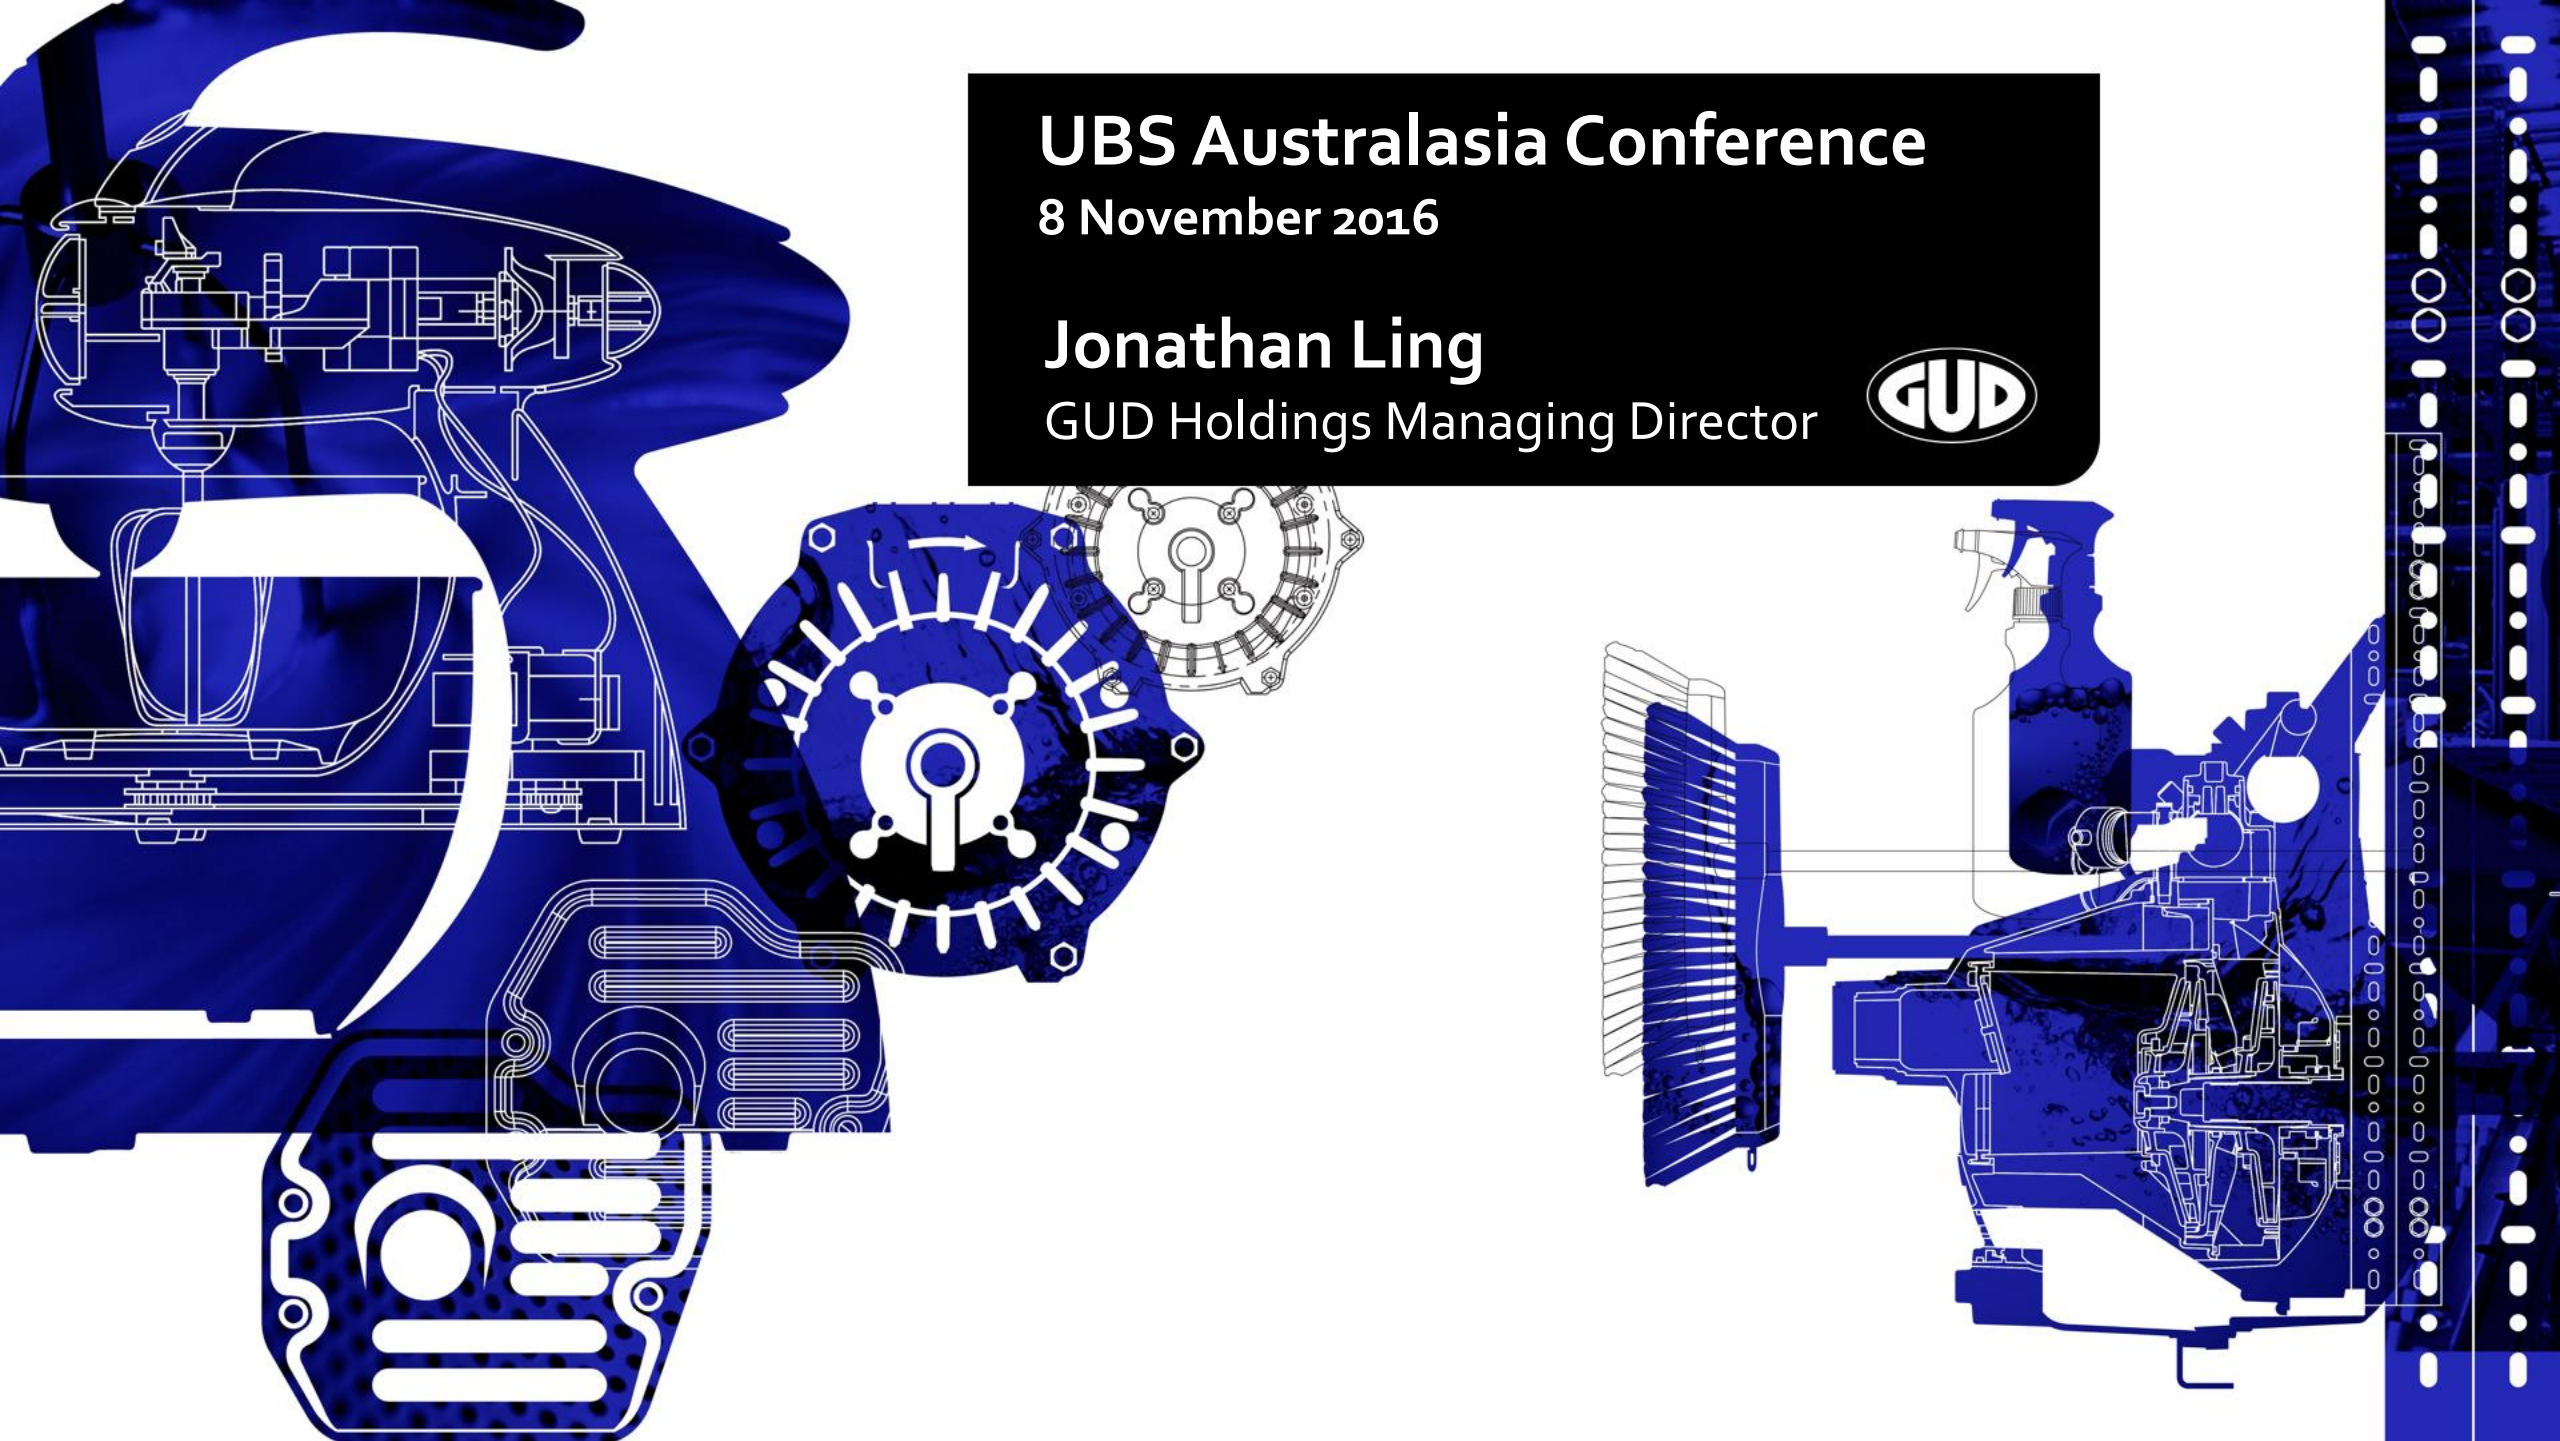 UBS Australasia Conference
8 November 2016
Jonathan Ling
GUD Holdings Managing Director
GUD